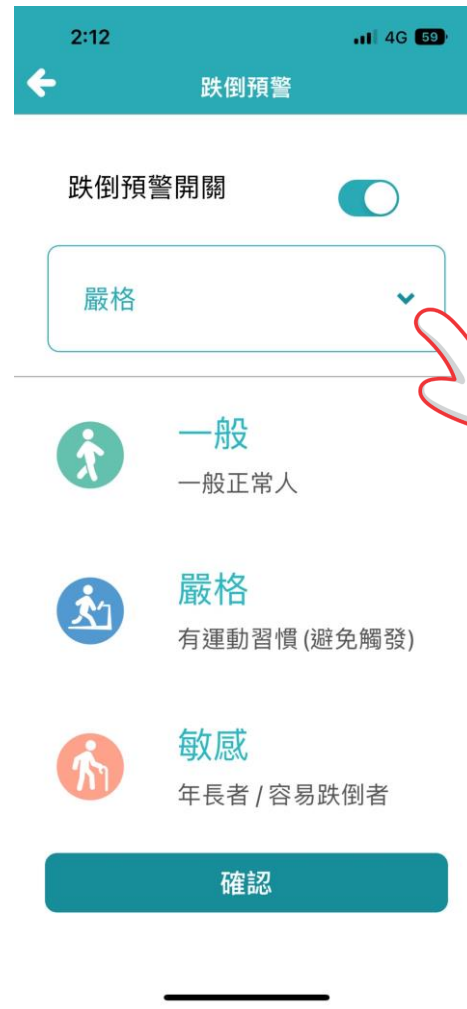 2:12
4G 59
跌倒預警
跌倒預警開關
嚴格
一般
一般正常人
嚴格
有運動習慣 (避免觸發)
敏感
年長者 / 容易跌倒者
確認